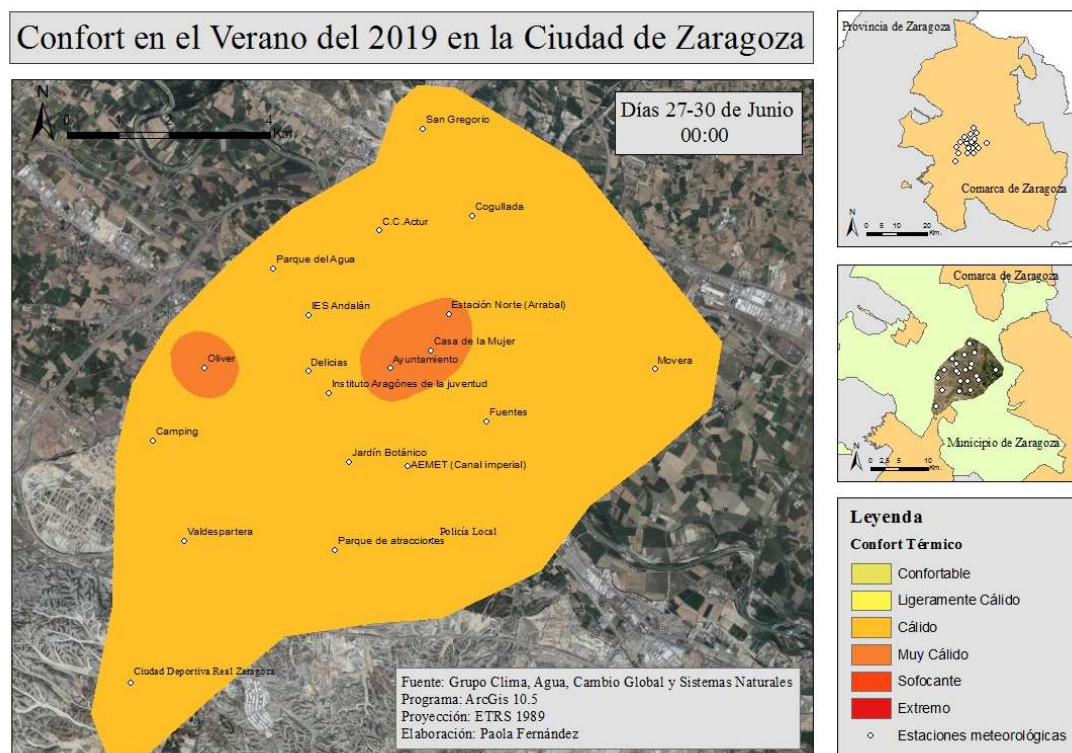 Confort en el Verano del 2019 en la Ciudad de Zaragoza
N
0 1 2 4
Km.
Días 27-30 de Junio
00:00
San Gregorio
Cogullada
C.C.Actur
Parque del Agua
IES Andalán
Estación Norte (Arrabal)
Casa de la Mujer
Oliver
Delicias
Ayuntamiento
Movera
Instituto Aragónes de la juventud
Fuentes
Camping
Jardín Botánico
AEMET (Canal imperial)
Valdespartera
Parque de atracciones
Policía Local
Ciudad Deportiva Real Zaragoza
Fuente: Grupo Clima, Agua, Cambio Global y Sistemas Naturales
Programa: ArcGis 10.5
Proyección: ETRS 1989
Elaboración: Paola Fernández
Provincia de Zaragoza
Comarca de Zaragoza
N
0 5 10 20
Km.
Comarca de Zaragoza
Municipio de Zaragoza
N
0 2,5 5 10
Km.
Leyenda
Confort Térmico
Confortable
Ligeramente Cálido
Cálido
Muy Cálido
Sofocante
Extremo
Estaciones meteorológicas